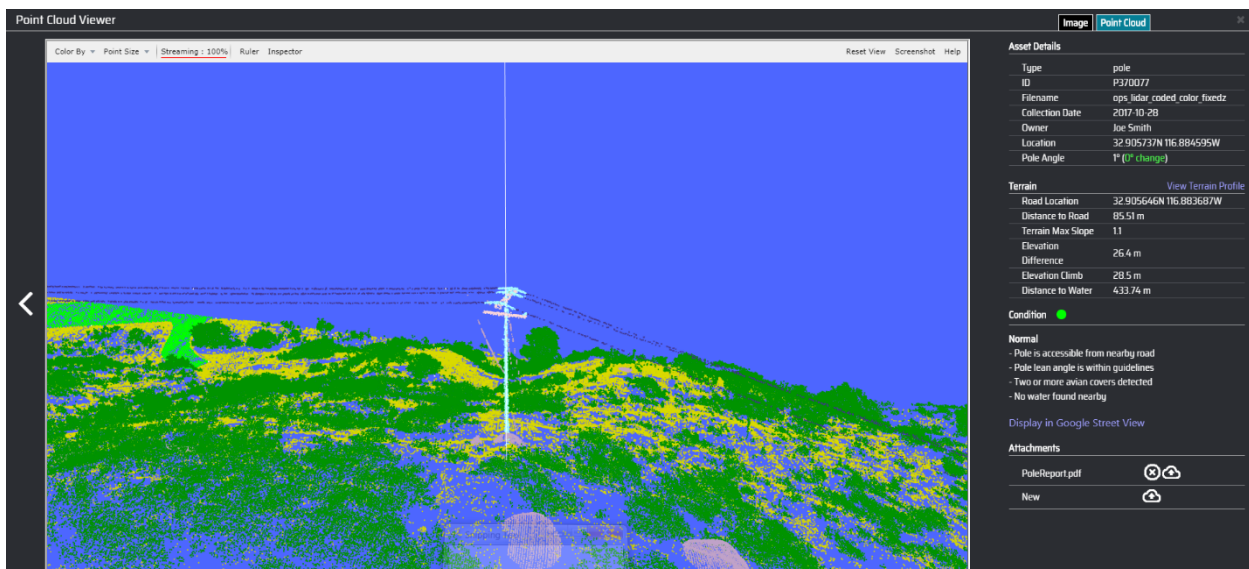 Point Cloud Viewer
Image Point Cloud
Color By Point Size Streaming : 100% Ruler Inspector Reset View Screenshot Help
Asset Details
Type pole
ID P370077
Filename ops_lidar_coded_color_fixedz
Collection Date 2017-10-28
Owner Joe Smith
Location 32.905737N 116.884595W
Pole Angle 1° (0° change)
Terrain View Terrain Profile
Road Location 32.905646N 116.883687W
Distance to Road 85.51 m
Terrain Max Slope 1.1
Elevation
Difference 26.4 m
Elevation Climb 28.5 m
Distance to Water 433.74 m
Condition
Normal
- Pole is accessible from nearby road
- Pole lean angle is within guidelines
- Two or more avian covers detected
- No water found nearby
Display in Google Street View
Attachments
PoleReport.pdf
New